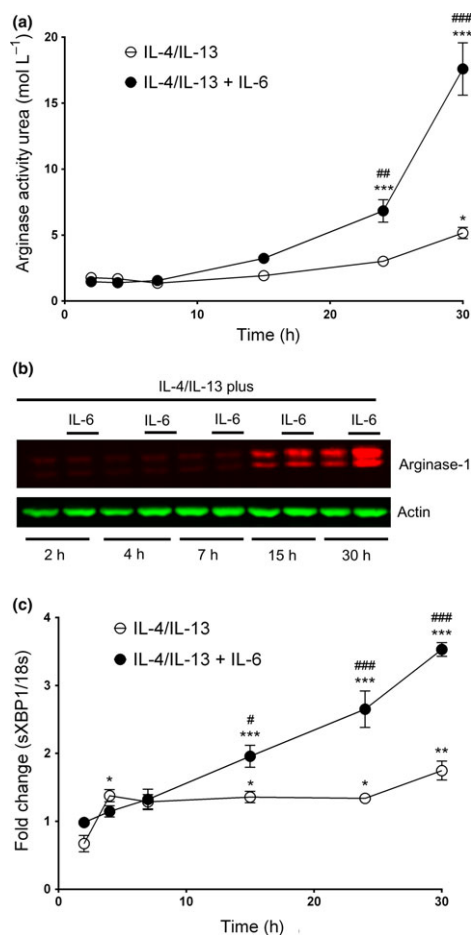 (a)
IL-4/IL-13
IL-4/IL-13 + IL-6
Arginase activity urea (mol L⁻¹)
20
15
10
5
0
0 10 20 30
Time (h)
###
***
##
***
*
(b)
IL-4/IL-13 plus
IL-6 IL-6 IL-6 IL-6 IL-6
Arginase-1
Actin
2 h 4 h 7 h 15 h 30 h
(c)
IL-4/IL-13
IL-4/IL-13 + IL-6
Fold change (sXBP1/18s)
4
3
2
1
0
0 10 20 30
Time (h)
###
***
###
***
#
***
**
* * *